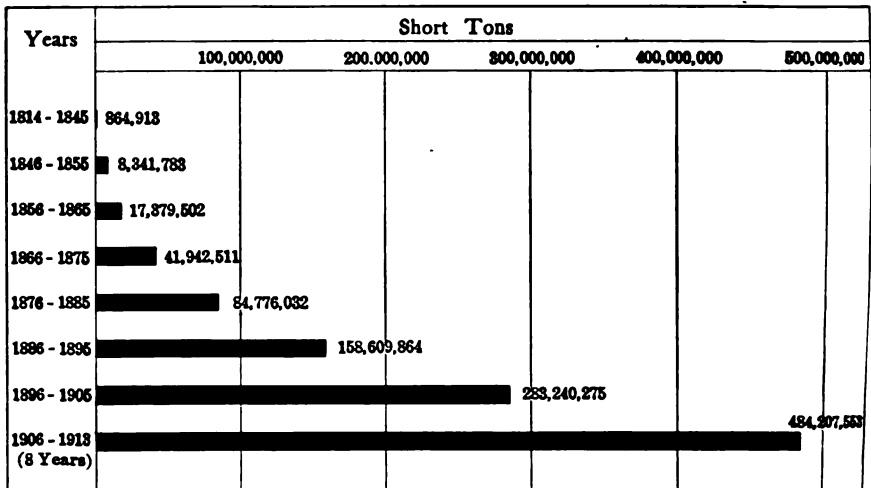 Years
Short Tons
100,000,000 200,000,000 300,000,000 400,000,000 500,000,000
1814 - 1845 864,913
1846 - 1855 8,341,783
1856 - 1865 17,379,502
1866 - 1875 41,942,511
1876 - 1885 84,776,032
1886 - 1895 158,609,864
1896 - 1905 283,240,275
1906 - 1913 484,207,553
(8 Years)